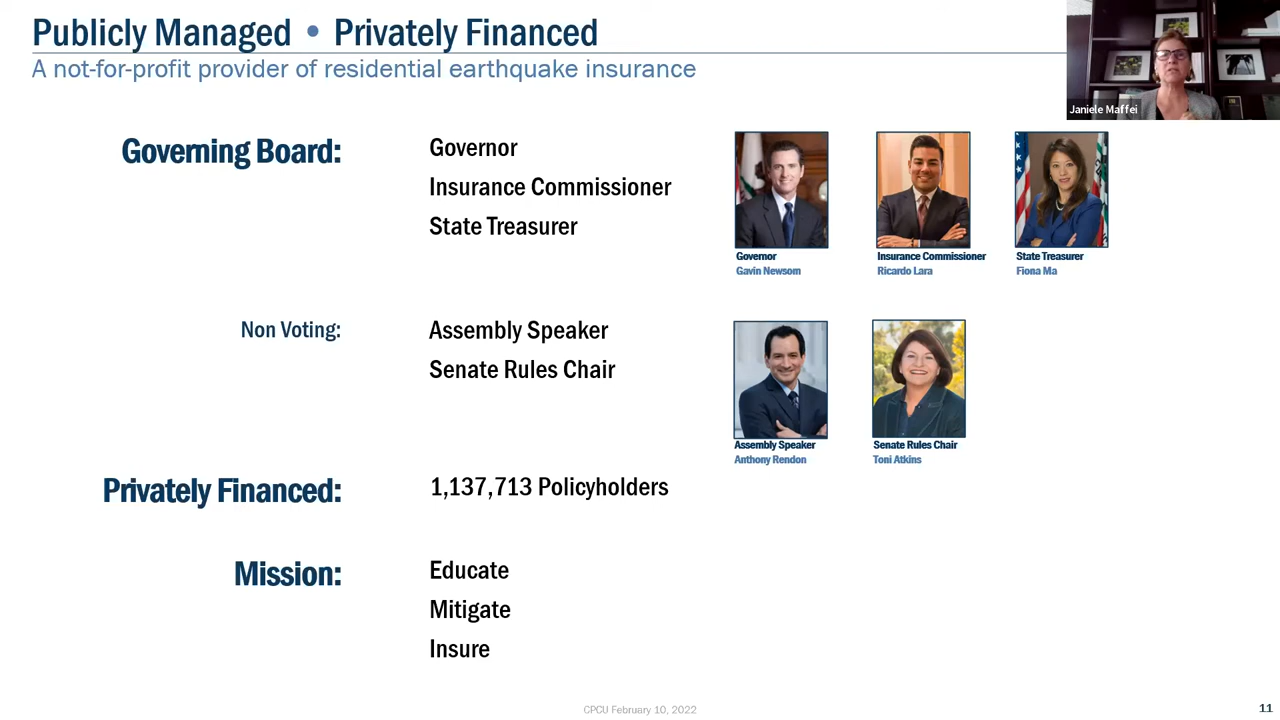 Publicly Managed • Privately Financed
A not-for-profit provider of residential earthquake insurance
Janiele Maffei
Governing Board:
Governor
Insurance Commissioner
State Treasurer
Governor
Gavin Newsom
Insurance Commissioner
Ricardo Lara
State Treasurer
Fiona Ma
Non Voting:
Assembly Speaker
Senate Rules Chair
Assembly Speaker
Anthony Rendon
Senate Rules Chair
Toni Atkins
Privately Financed:
1,137,713 Policyholders
Mission:
Educate
Mitigate
Insure
CPCU February 10, 2022
11